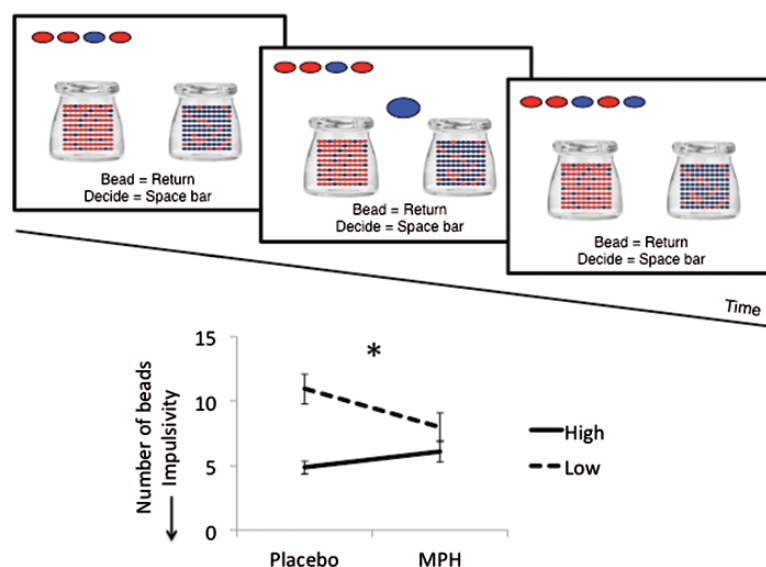 Bead = Return
Decide = Space bar
Bead = Return
Decide = Space bar
Bead = Return
Decide = Space bar
Time
Number of beads
Impulsivity
15
10
5
0
*
High
Low
Placebo
MPH